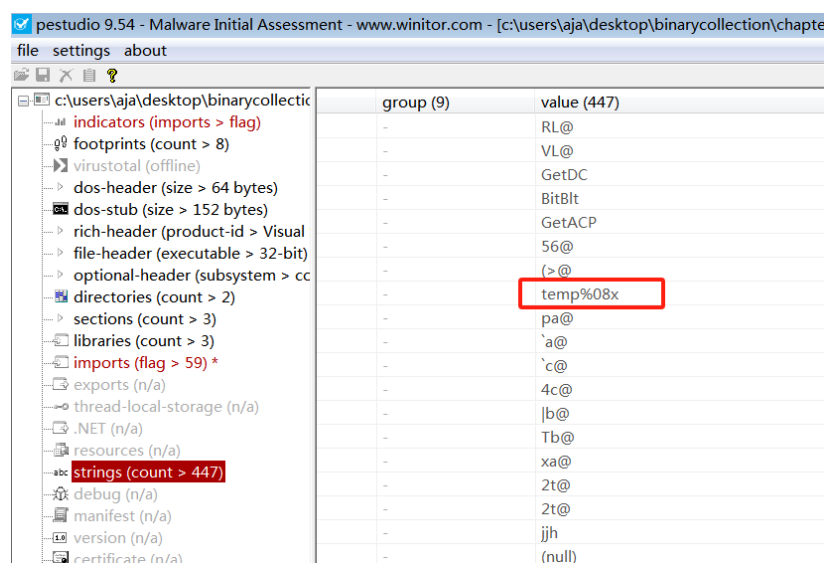 pestudio 9.54 - Malware Initial Assessment - www.winitor.com - [c:\users\aja\desktop\binarycollection\chapte
file settings about
c:\users\aja\desktop\binarycollectic
indicators (imports > flag)
footprints (count > 8)
virustotal (offline)
dos-header (size > 64 bytes)
dos-stub (size > 152 bytes)
rich-header (product-id > Visual
file-header (executable > 32-bit)
optional-header (subsystem > cc
directories (count > 2)
sections (count > 3)
libraries (count > 3)
imports (flag > 59) *
exports (n/a)
thread-local-storage (n/a)
.NET (n/a)
resources (n/a)
abc strings (count > 447)
debug (n/a)
manifest (n/a)
1.0 version (n/a)
certificate (n/a)
group (9) value (447)
- RL@
- VL@
- GetDC
- BitBlt
- GetACP
- 56@
- (>@
- temp%08x
- pa@
- `a@
- `c@
- 4c@
- |b@
- Tb@
- xa@
- 2t@
- 2t@
- jjh
- (null)